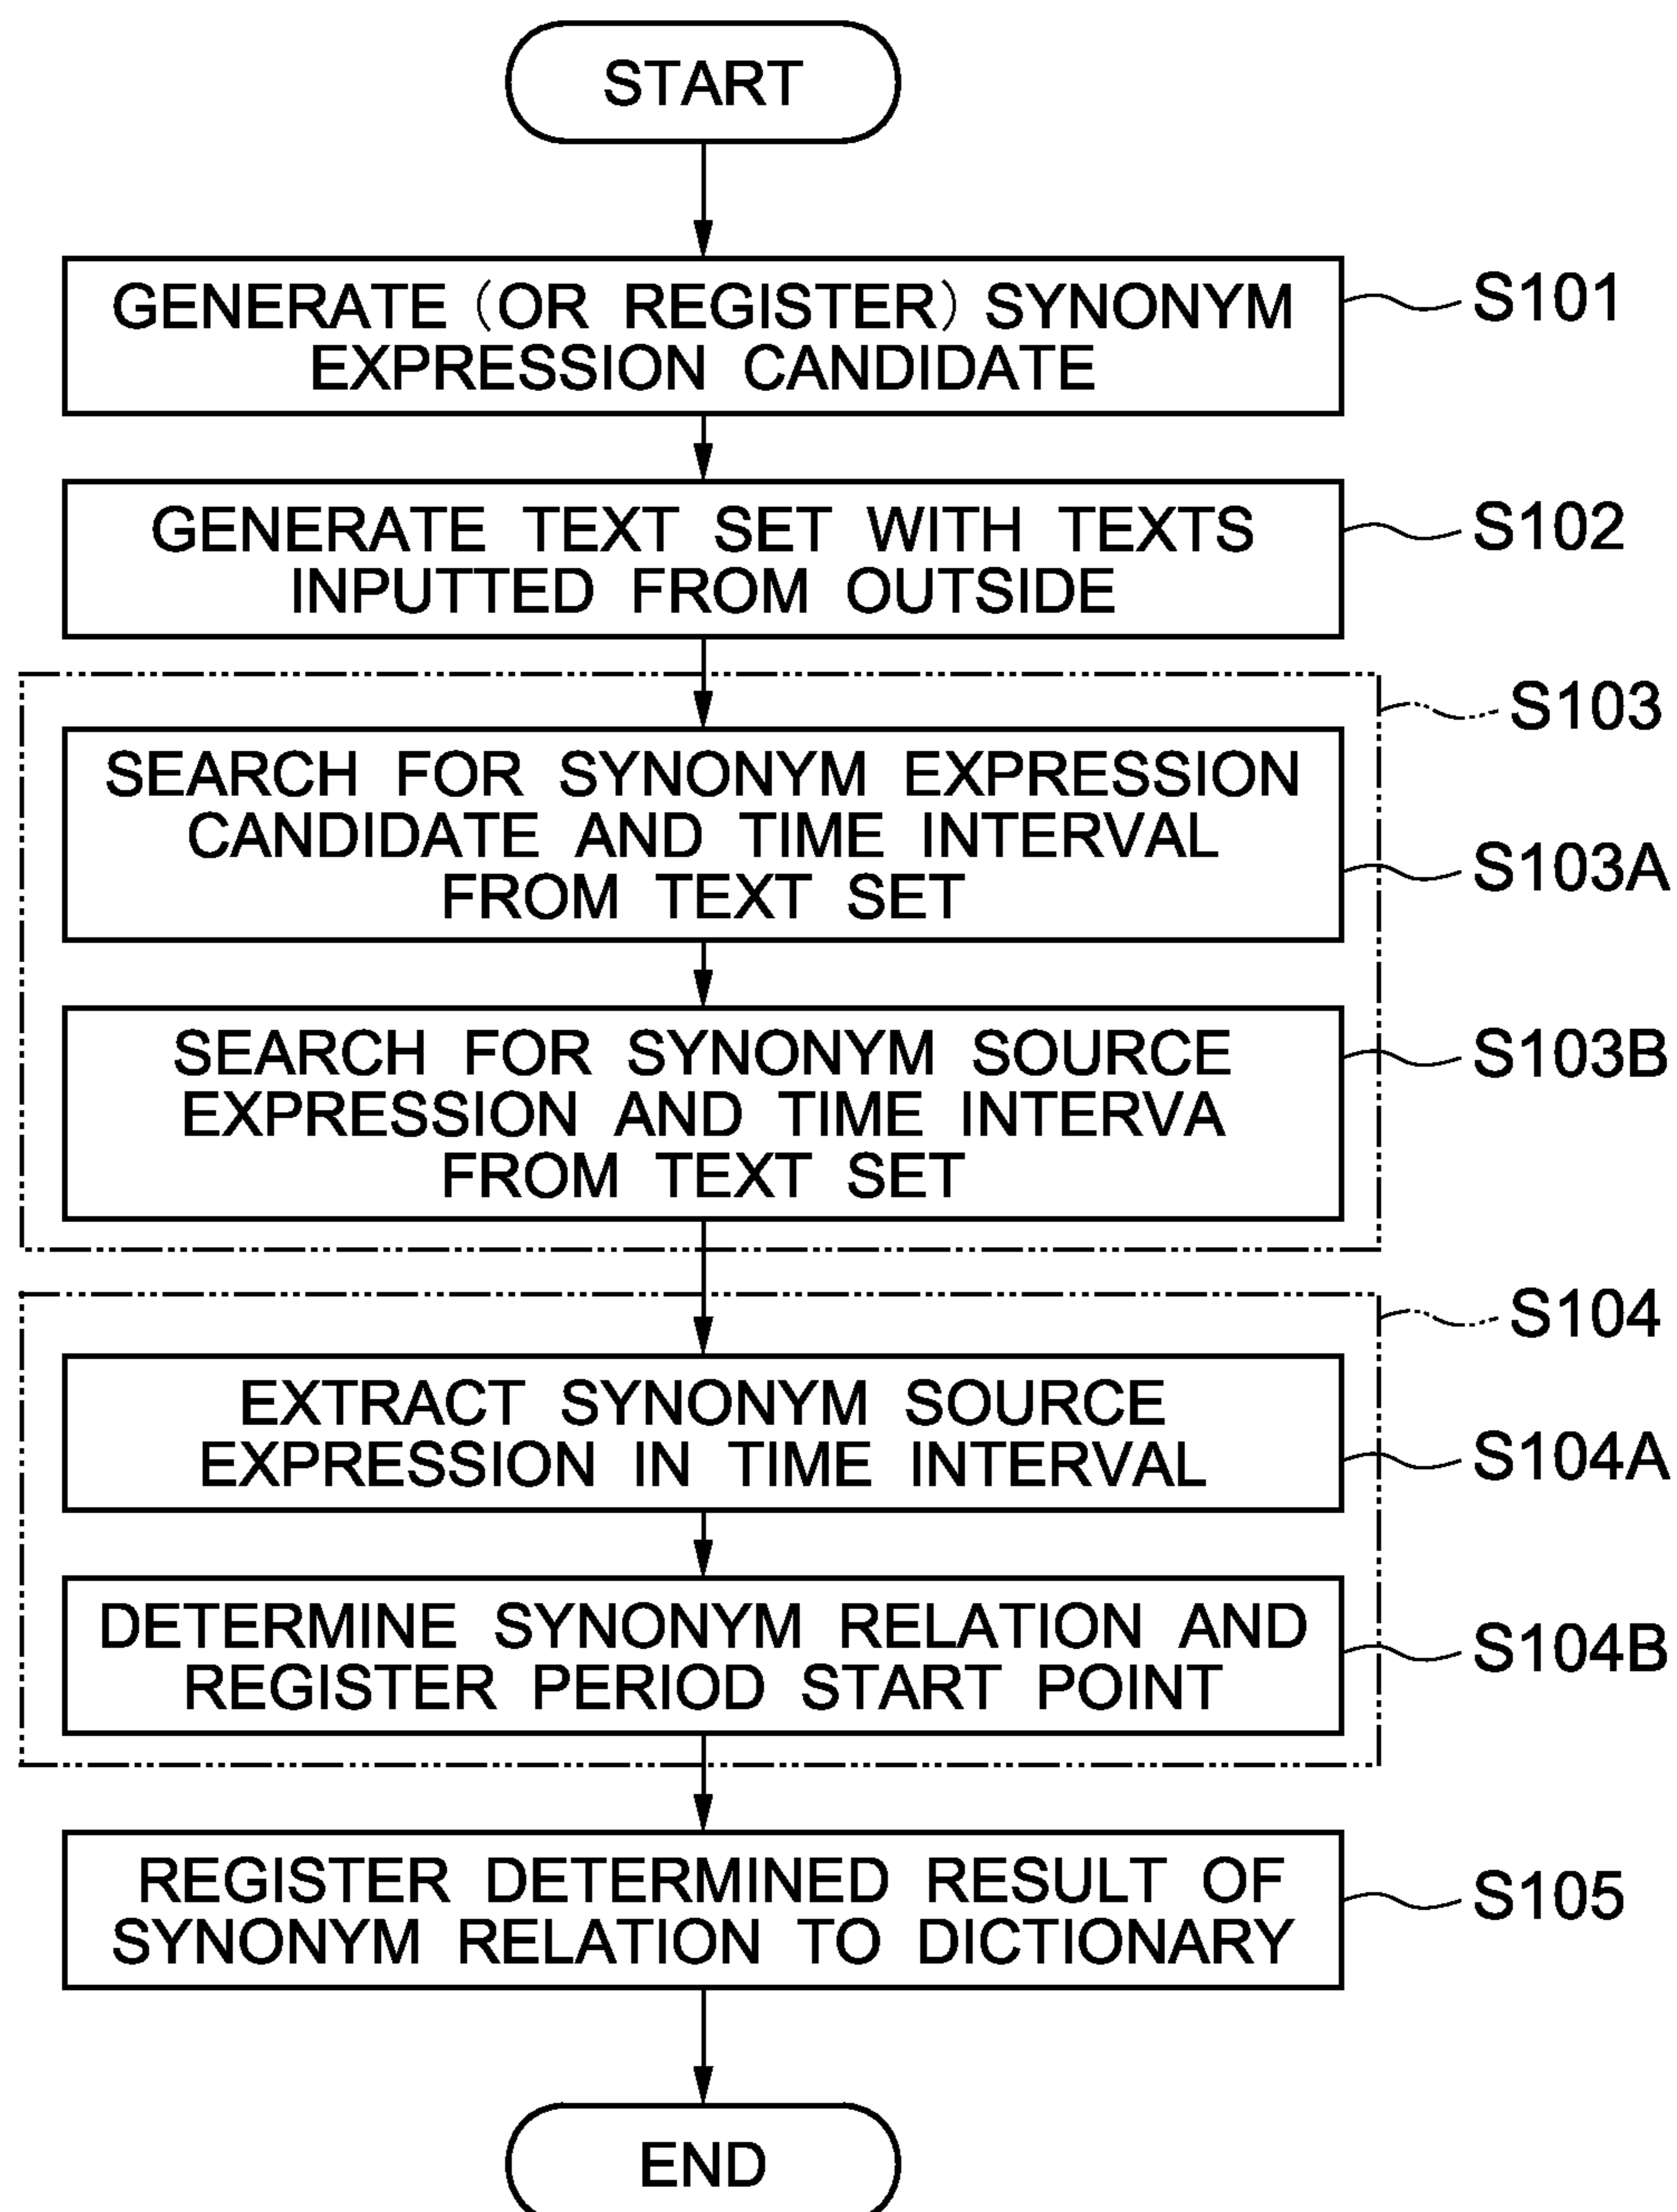 START
GENERATE (OR REGISTER) SYNONYM
EXPRESSION CANDIDATE
S101
GENERATE TEXT SET WITH TEXTS
INPUTTED FROM OUTSIDE
S102
S103
SEARCH FOR SYNONYM EXPRESSION
CANDIDATE AND TIME INTERVAL
FROM TEXT SET
S103A
SEARCH FOR SYNONYM SOURCE
EXPRESSION AND TIME INTERVA
FROM TEXT SET
S103B
S104
EXTRACT SYNONYM SOURCE
EXPRESSION IN TIME INTERVAL
S104A
DETERMINE SYNONYM RELATION AND
REGISTER PERIOD START POINT
S104B
REGISTER DETERMINED RESULT OF
SYNONYM RELATION TO DICTIONARY
S105
END